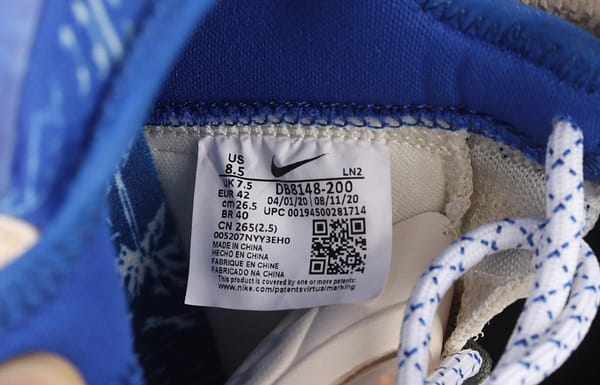 US
8.5
LN2
UK 7.5 DB8148-200
EUR 42 04/01/20 08/11/20
cm 26.5 UPC 00194500281714
BR 40
CN 265(2.5)
005207NYY3EH0
MADE IN CHINA
HECHO EN CHINA
FABRIQUE EN CHINE
FABRICADO NA CHINA
This product is covered by one or more patents:
www.nike.com/patentsvirtualmarking